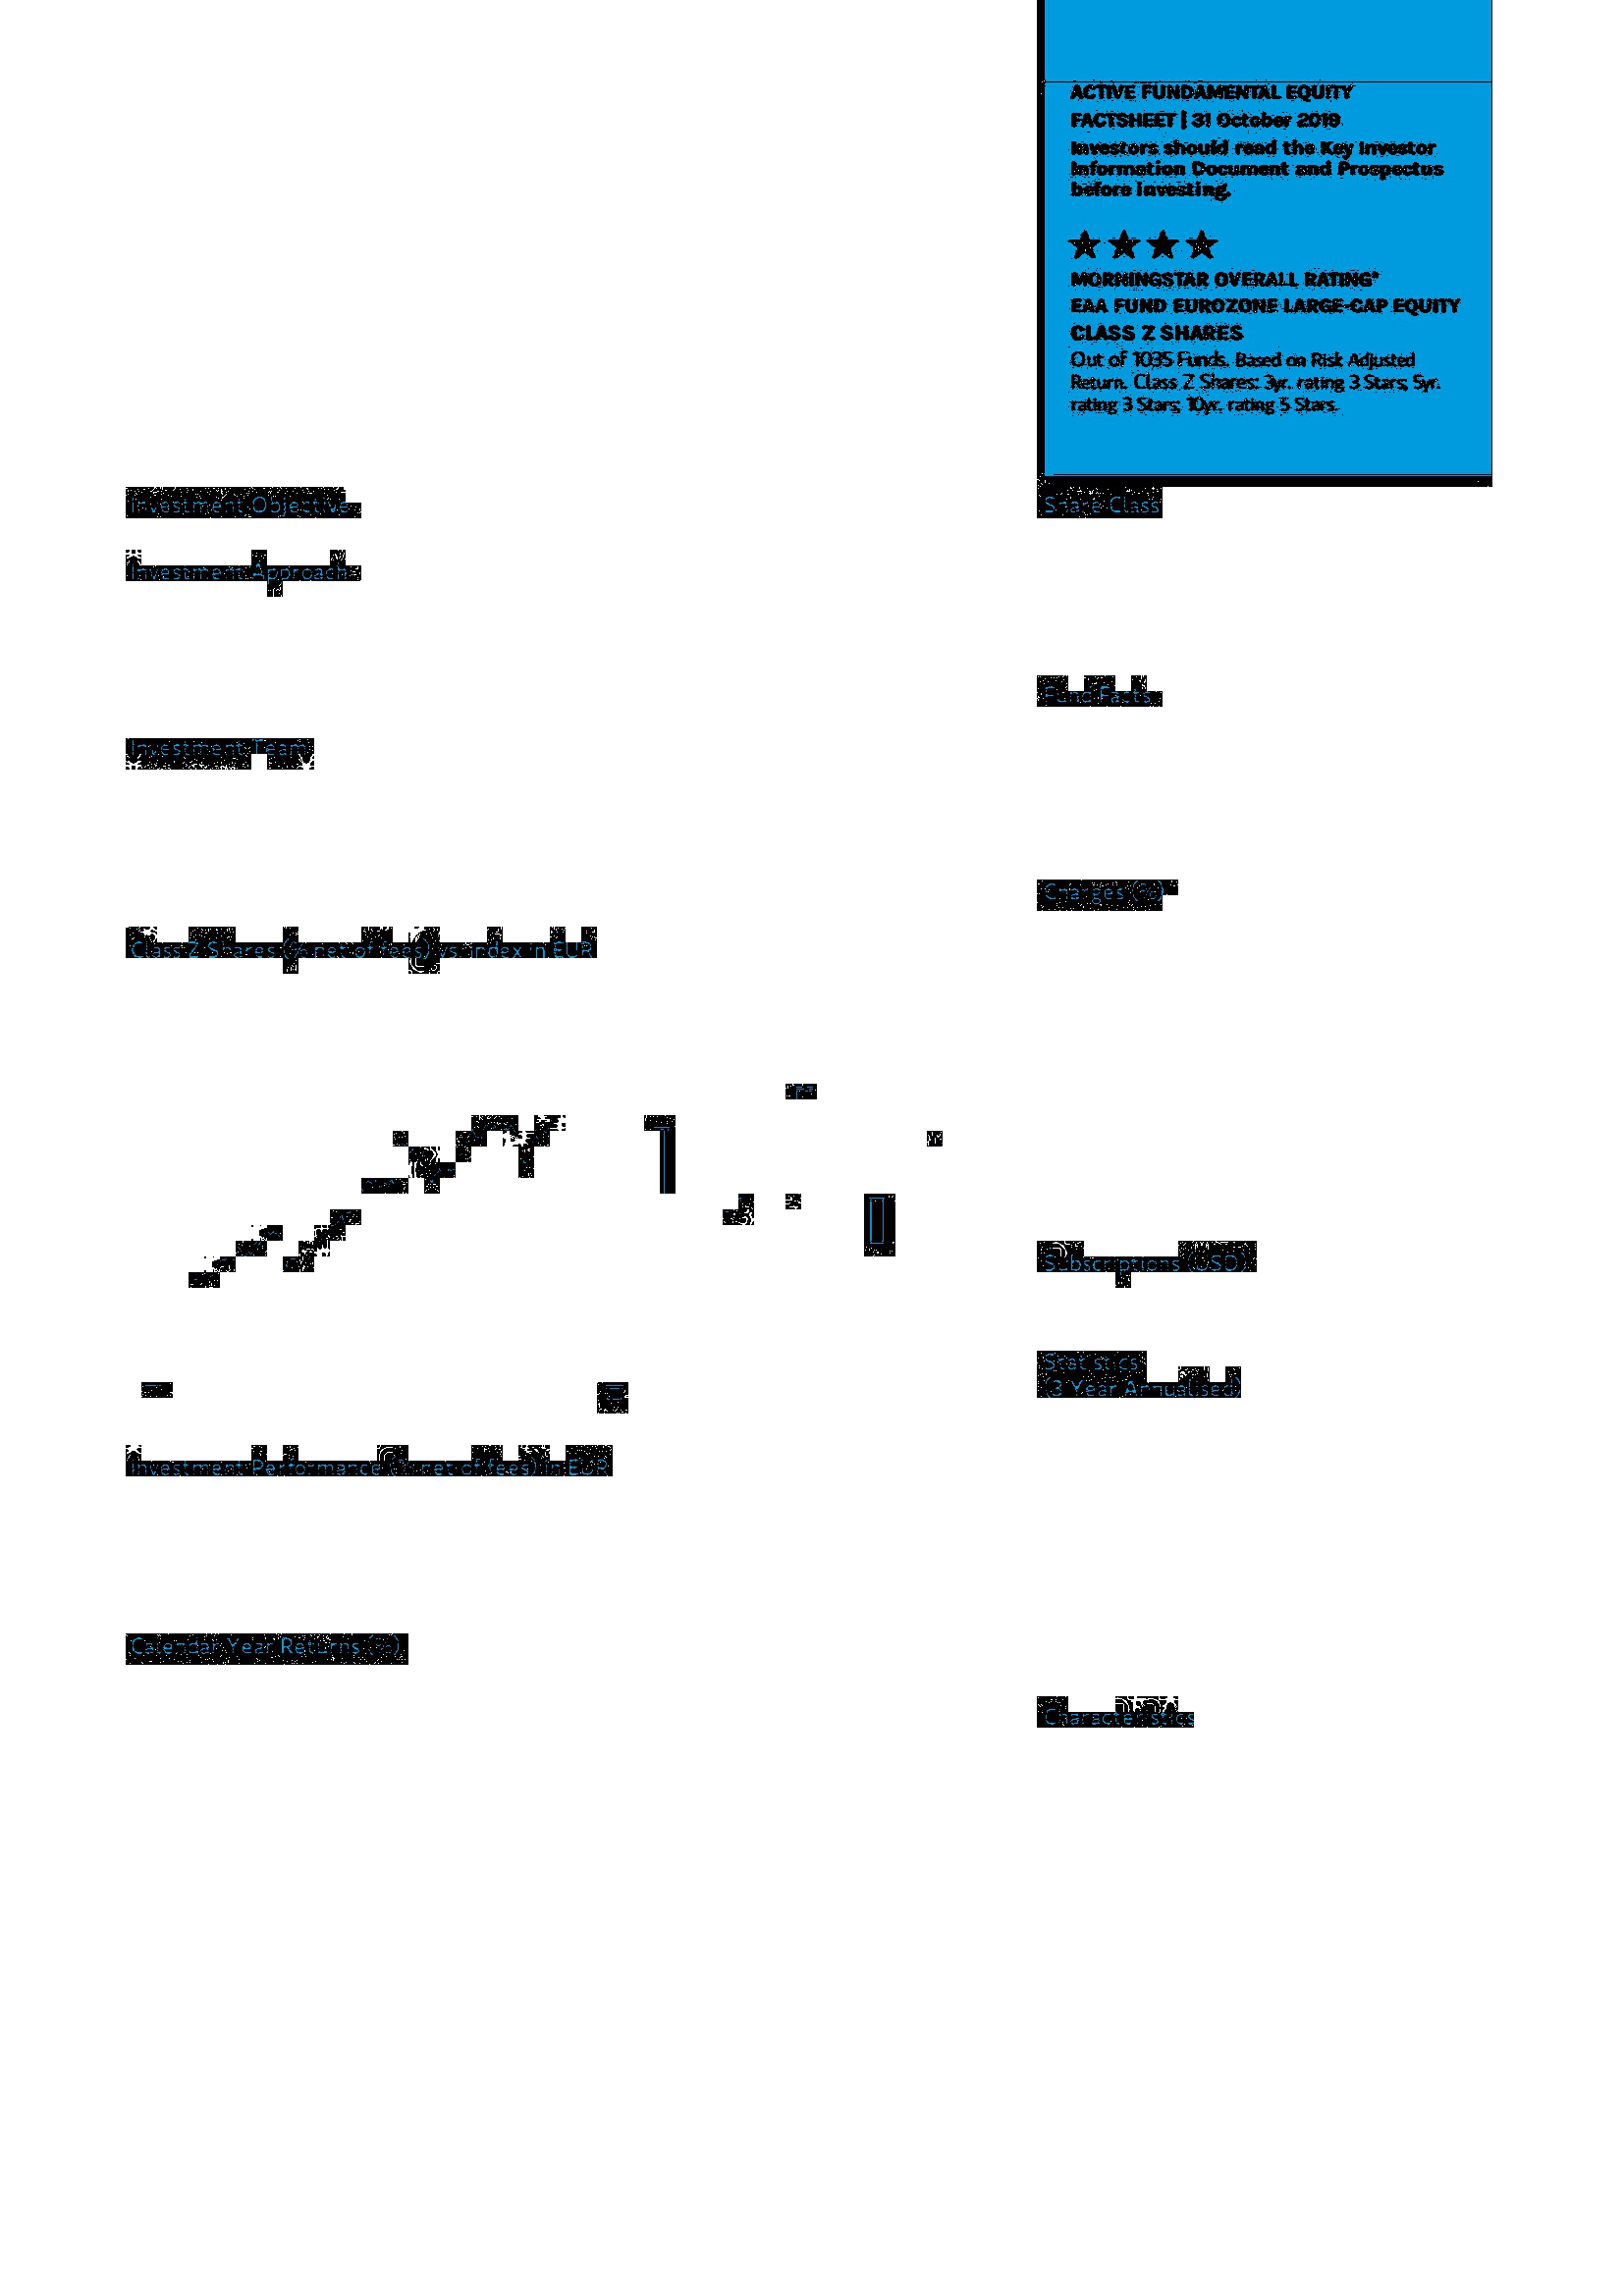 ACTIVE FUNDAMENTAL EQUITY
FACTSHEET | 31 October 2019
Investors should read the Key Investor
Information Document and Prospectus
before investing.
MORNINGSTAR OVERALL RATING*
EAA FUND EUROZONE LARGE-CAP EQUITY
CLASS Z SHARES
Out of 1035 Funds. Based on Risk Adjusted
Return. Class Z Shares: 3yr. rating 3 Stars; 5yr.
rating 3 Stars; 10yr. rating 5 Stars.
Investment Objective
Investment Approach
Investment Team
Class Z Shares (% net of fees) vs. index in EUR
Investment Performance (% net of fees) in EUR
Calendar Year Returns (%)
Share Class
Fund Facts
Charges (%)
Subscriptions (USD)
Statistics
(3 Year Annualised)
Characteristics